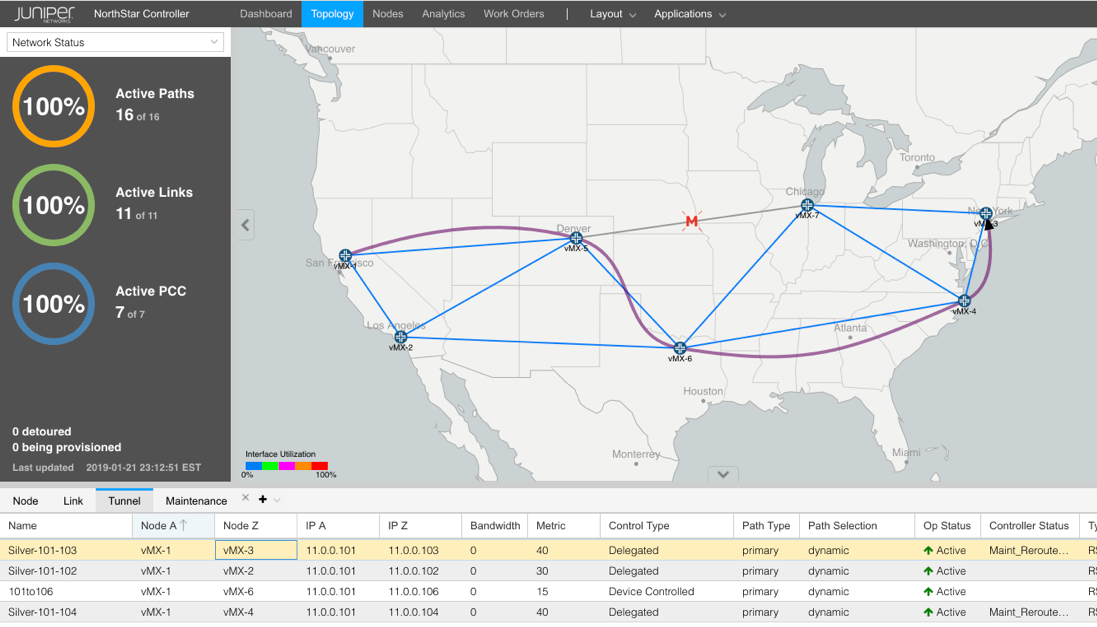 JUNIPER NETWORKS NorthStar Controller Dashboard Topology Nodes Analytics Work Orders | Layout Applications
Network Status
100% Active Paths
16 of 16
100% Active Links
11 of 11
100% Active PCC
7 of 7
0 detoured
0 being provisioned
Last updated 2019-01-21 23:12:51 EST
Vancouver
Toronto
Chicago
vMX-7
New York
vMX-3
M
Denver
vMX-5
Washington, D.C.
San Francisco
vMX-1
vMX-4
Los Angeles
vMX-2
Atlanta
vMX-6
Houston
Monterrey
Miami
Interface Utilization
0% 100%
Node Link Tunnel Maintenance × +
Name Node A Node Z IP A IP Z Bandwidth Metric Control Type Path Type Path Selection Op Status Controller Status Ty
Silver-101-103 vMX-1 vMX-3 11.0.0.101 11.0.0.103 0 40 Delegated primary dynamic Active Maint_Reroute... RS
Silver-101-102 vMX-1 vMX-2 11.0.0.101 11.0.0.102 0 30 Delegated primary dynamic Active RS
101to106 vMX-1 vMX-6 11.0.0.101 11.0.0.106 0 15 Device Controlled primary dynamic Active RS
Silver-101-104 vMX-1 vMX-4 11.0.0.101 11.0.0.104 0 40 Delegated primary dynamic Active Maint_Reroute... RS